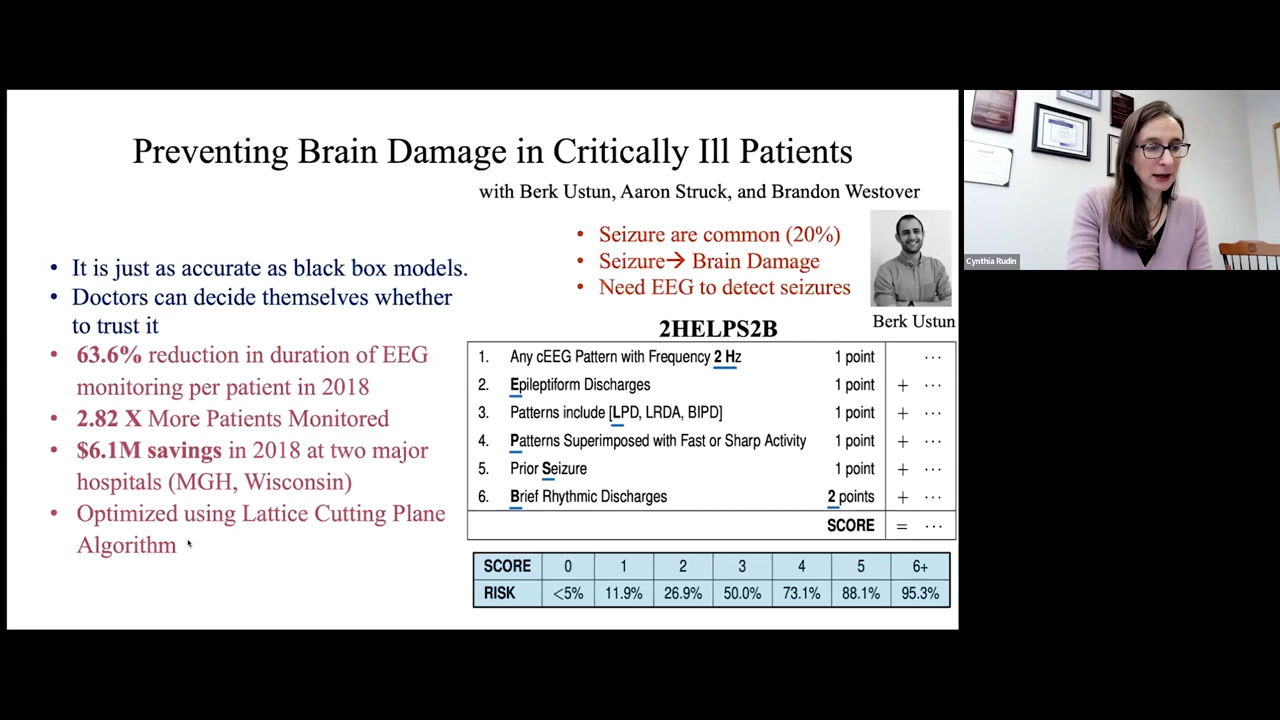 Preventing Brain Damage in Critically Ill Patients
with Berk Ustun, Aaron Struck, and Brandon Westover
• It is just as accurate as black box models.
• Doctors can decide themselves whether
to trust it
• 63.6% reduction in duration of EEG
monitoring per patient in 2018
• 2.82 X More Patients Monitored
• $6.1M savings in 2018 at two major
hospitals (MGH, Wisconsin)
• Optimized using Lattice Cutting Plane
Algorithm
• Seizure are common (20%)
• Seizure→ Brain Damage
• Need EEG to detect seizures
Berk Ustun
2HELPS2B
1. Any cEEG Pattern with Frequency 2 Hz 1 point ⋯
2. Epileptiform Discharges 1 point + ⋯
3. Patterns include [LPD, LRDA, BIPD] 1 point + ⋯
4. Patterns Superimposed with Fast or Sharp Activity 1 point + ⋯
5. Prior Seizure 1 point + ⋯
6. Brief Rhythmic Discharges 2 points + ⋯
SCORE = ⋯
SCORE 0 1 2 3 4 5 6+
RISK <5% 11.9% 26.9% 50.0% 73.1% 88.1% 95.3%
Cynthia Rudin